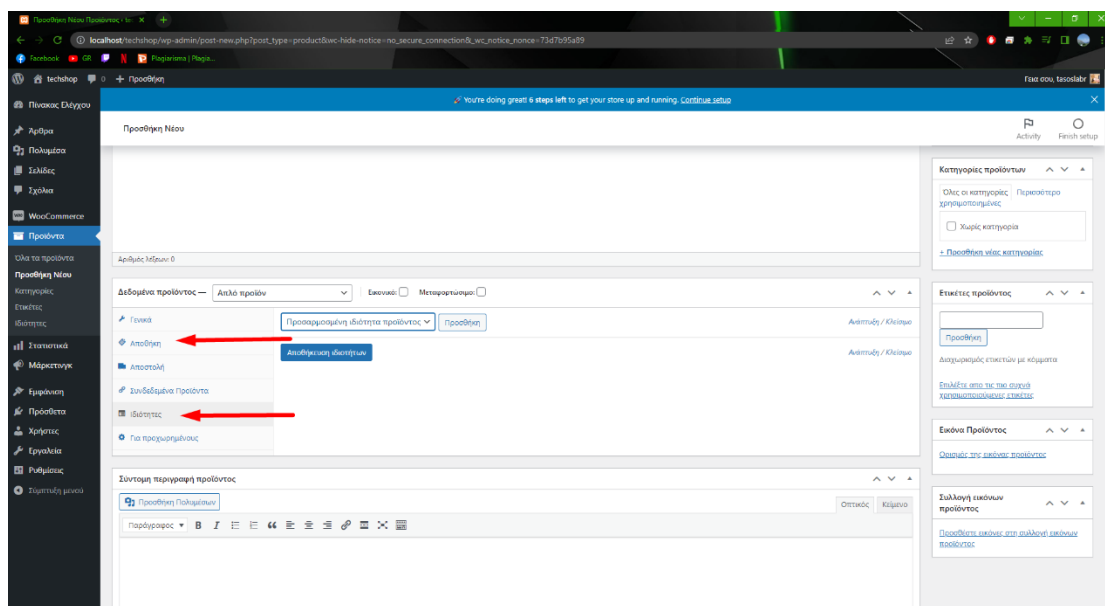 Προσθήκη Νέου Προϊόντος ‹ te
localhost/techshop/wp-admin/post-new.php?post_type=product&wc-hide-notice=no_secure_connection&_wc_notice_nonce=73d7b95a89
Facebook GR Plagiarisma | Plagia...
techshop 0 + Προσθήκη
Γεια σου, tasoslabr
Πίνακας Ελέγχου
You're doing great! 6 steps left to get your store up and running. Continue setup
Άρθρα
Πολυμέσα
Σελίδες
Σχόλια
WooCommerce
Προϊόντα
Όλα τα προϊόντα
Προσθήκη Νέου
Κατηγορίες
Ετικέτες
Ιδιότητες
Στατιστικά
Μάρκετινγκ
Εμφάνιση
Πρόσθετα
Χρήστες
Εργαλεία
Ρυθμίσεις
Σύμπτυξη μενού
Προσθήκη Νέου
Activity
Finish setup
Αριθμός λέξεων: 0
Δεδομένα προϊόντος — Απλό προϊόν Εικονικό: Μεταφορτώσιμο:
Γενικά
Αποθήκη
Αποστολή
Συνδεδεμένα Προϊόντα
Ιδιότητες
Για προχωρημένους
Προσαρμοσμένη ιδιότητα προϊόντος Προσθήκη
Ανάπτυξη / Κλείσιμο
Αποθήκευση ιδιοτήτων
Ανάπτυξη / Κλείσιμο
Σύντομη περιγραφή προϊόντος
Προσθήκη Πολυμέσων
Οπτικός Κείμενο
Παράγραφος B I
Κατηγορίες προϊόντων
Όλες οι κατηγορίες Περισσότερο
χρησιμοποιημένες
Χωρίς κατηγορία
+ Προσθήκη νέας κατηγορίας
Ετικέτες προϊόντος
Προσθήκη
Διαχωρισμός ετικετών με κόμματα
Επιλέξτε απο τις πιο συχνά
χρησιμοποιούμενες ετικέτες
Εικόνα Προϊόντος
Ορισμός της εικόνας προϊόντος
Συλλογή εικόνων
προϊόντος
Προσθέστε εικόνες στη συλλογή εικόνων
προϊόντος